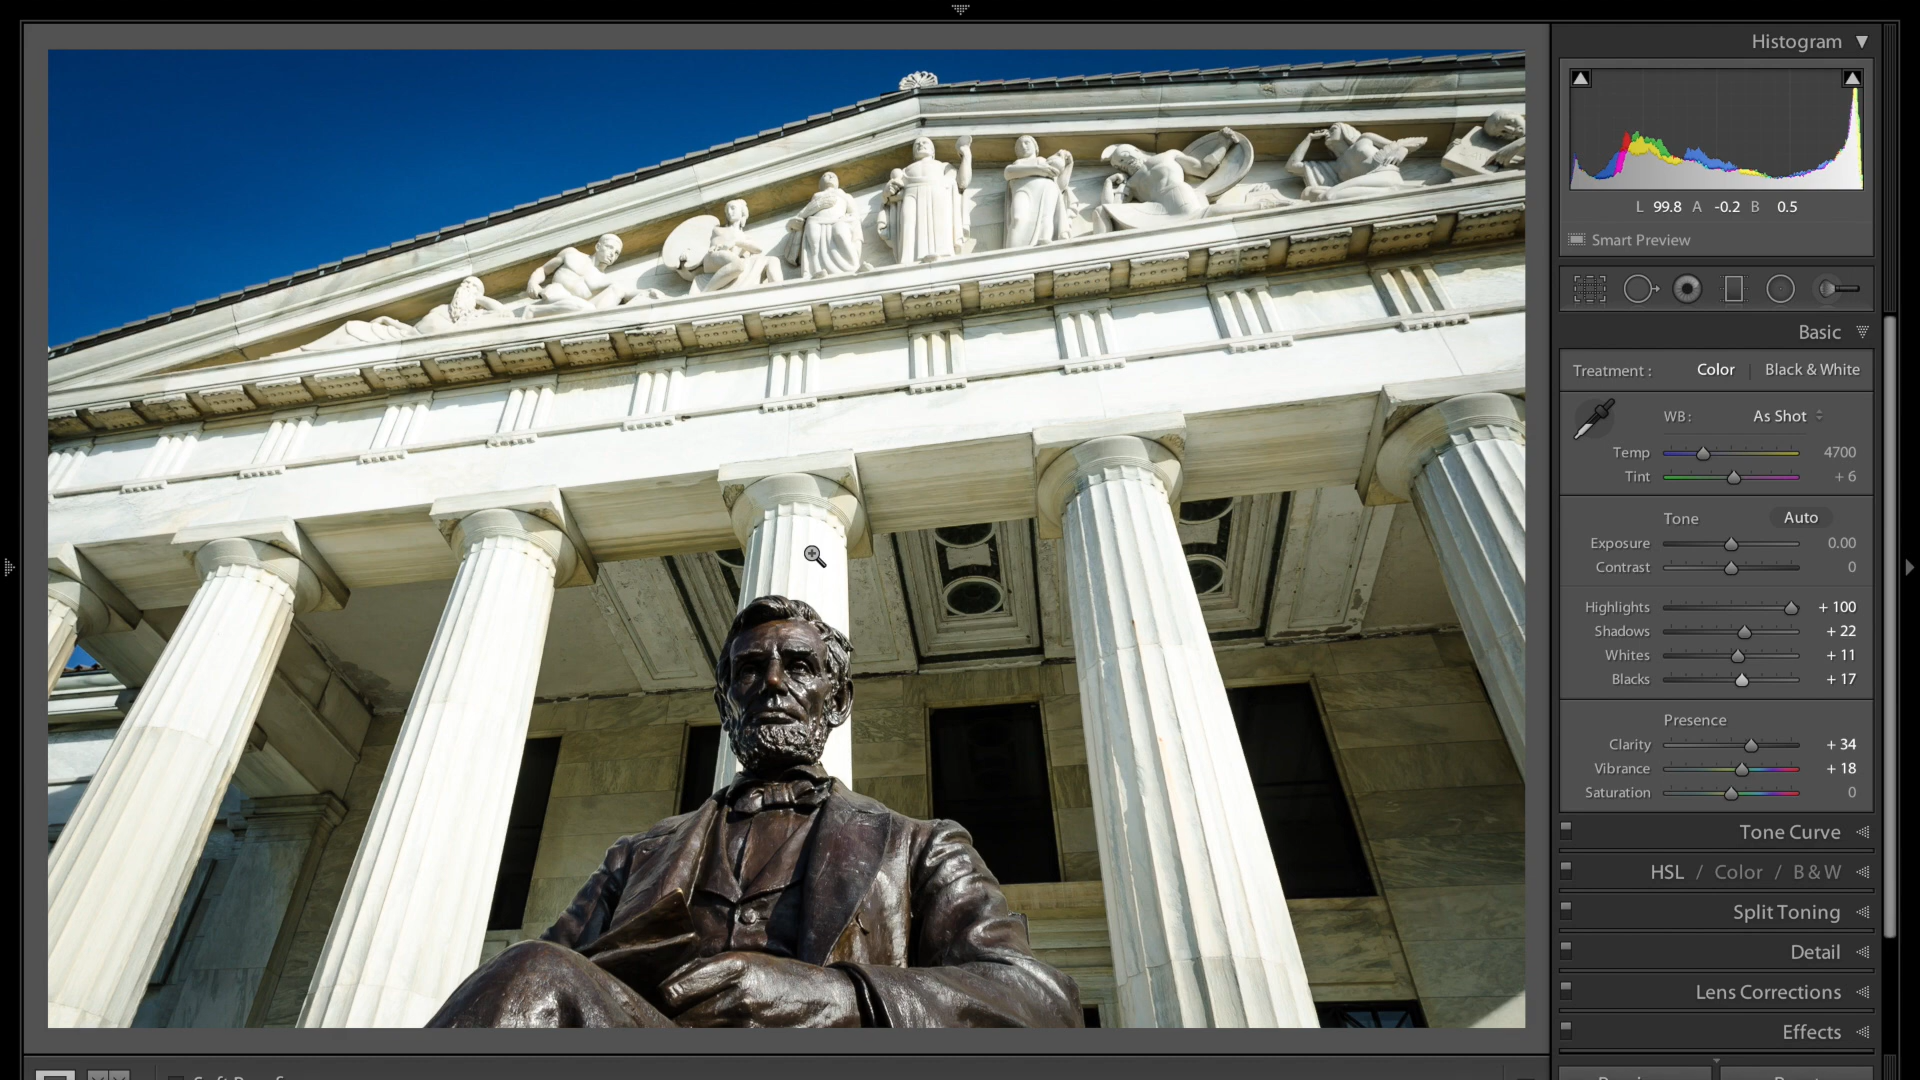 Histogram
L 99.8 A -0.2 B 0.5
Smart Preview
Basic
Treatment : Color | Black & White
WB : As Shot
Temp 4700
Tint + 6
Tone Auto
Exposure 0.00
Contrast 0
Highlights + 100
Shadows + 22
Whites + 11
Blacks + 17
Presence
Clarity + 34
Vibrance + 18
Saturation 0
Tone Curve
HSL / Color / B & W
Split Toning
Detail
Lens Corrections
Effects